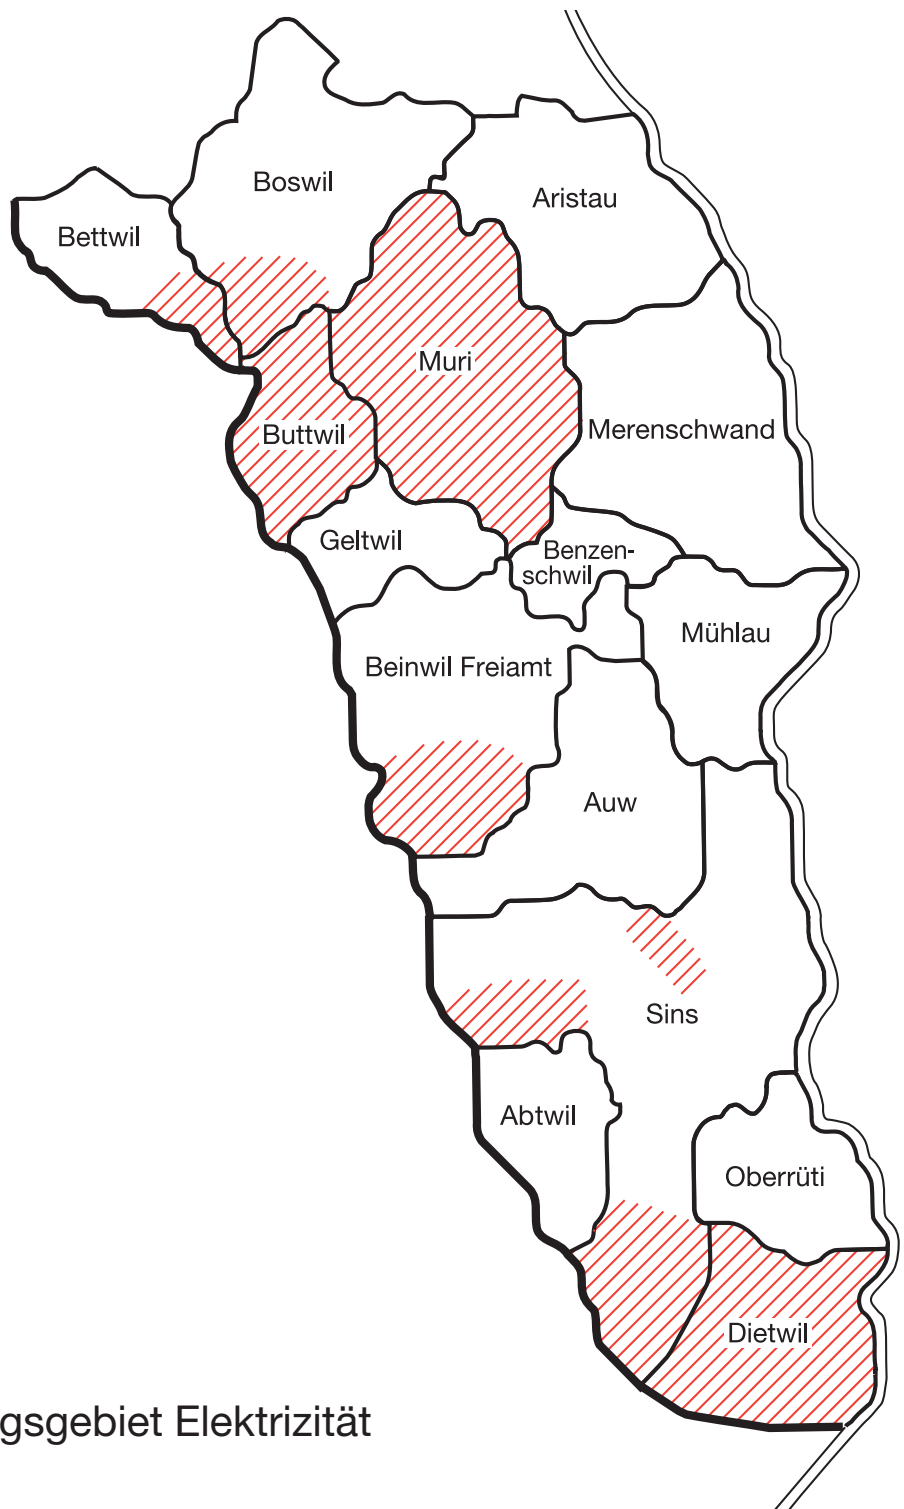 Boswil
Aristau
Bettwil
Muri
Buttwil
Merenschwand
Geltwil
Benzen-
schwil
Mühlau
Beinwil Freiamt
Auw
Sins
Abtwil
Oberrüti
Dietwil
gsgebiet Elektrizität